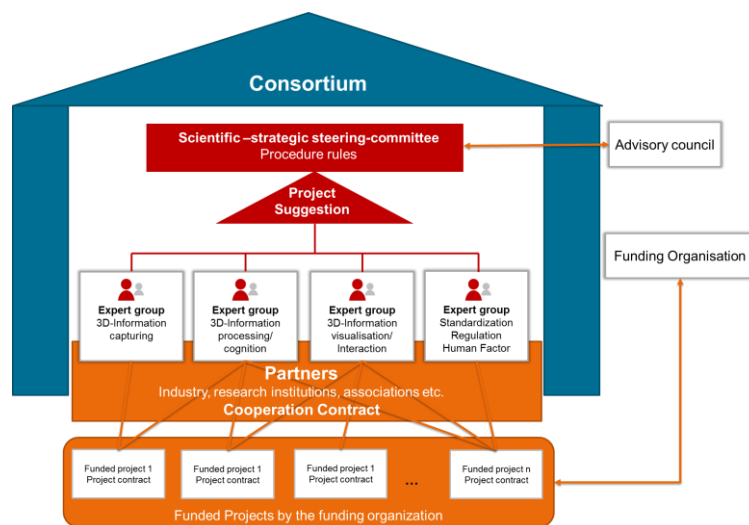 Consortium
Scientific –strategic steering-committee
Procedure rules
Advisory council
Project
Suggestion
Funding Organisation
Expert group
3D-Information
capturing
Expert group
3D-Information
processing/
cognition
Expert group
3D-Information
visualisation/
Interaction
Expert group
Standardization
Regulation
Human Factor
Partners
Industry, research institutions, associations etc.
Cooperation Contract
Funded project 1
Project contract
Funded project 1
Project contract
Funded project 1
Project contract
...
Funded project n
Project contract
Funded Projects by the funding organization